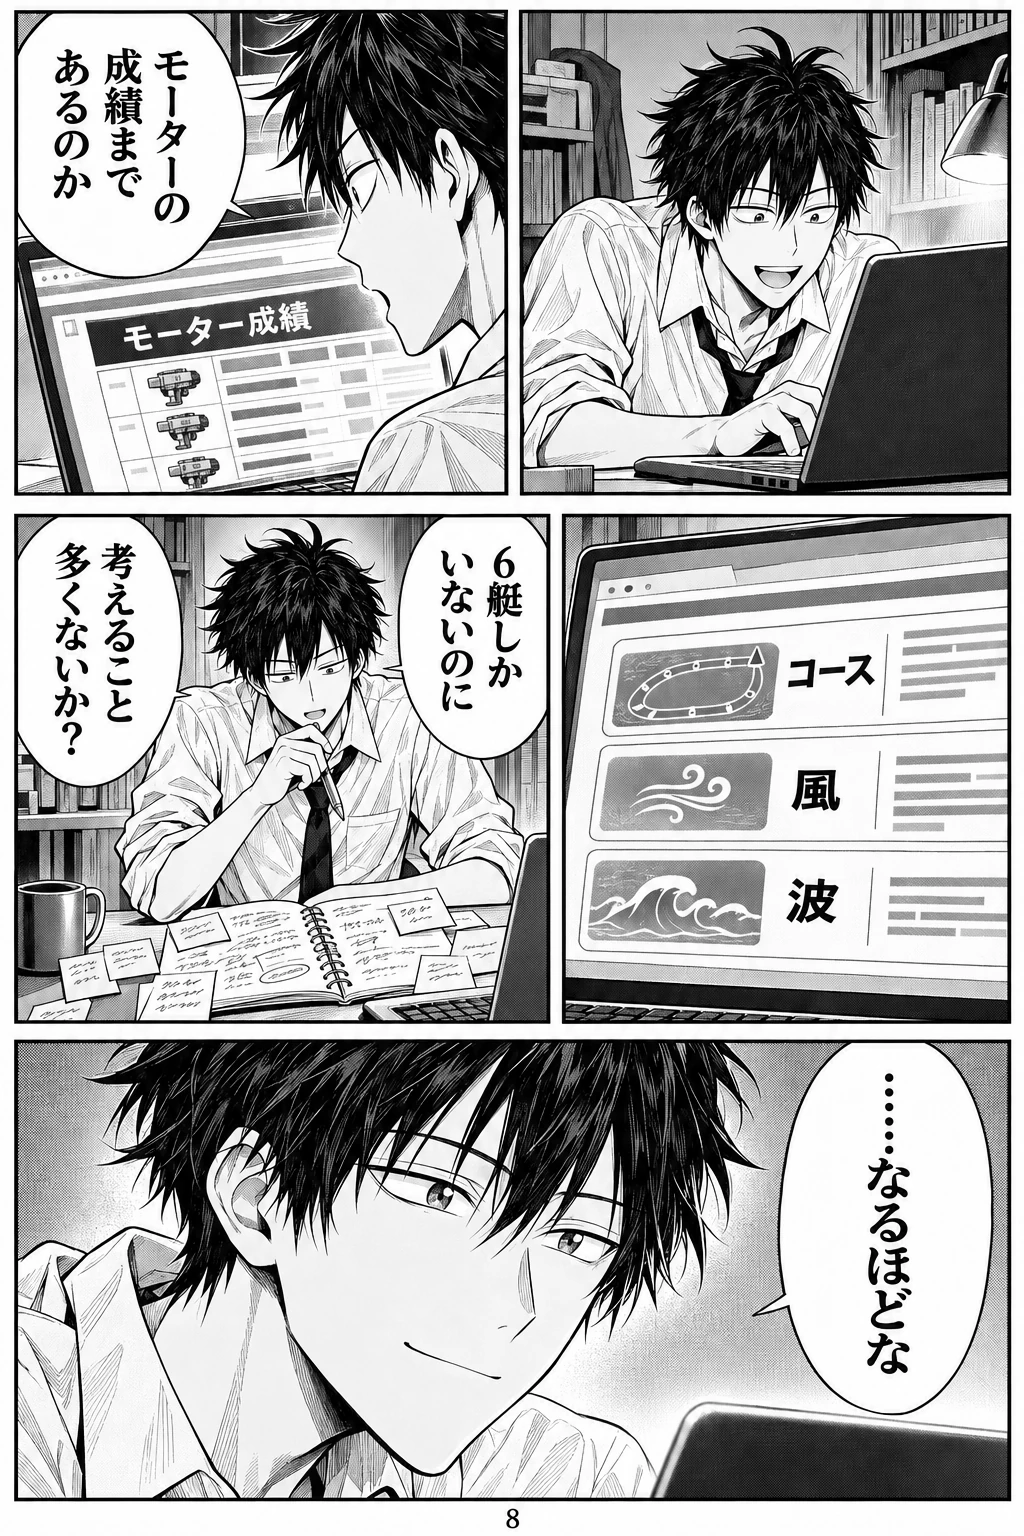 モーターの
成績まで
あるのか
モーター成績
コース
風
波
6艇しか
いないのに
考えること
多くないか?
……なるほどな
8